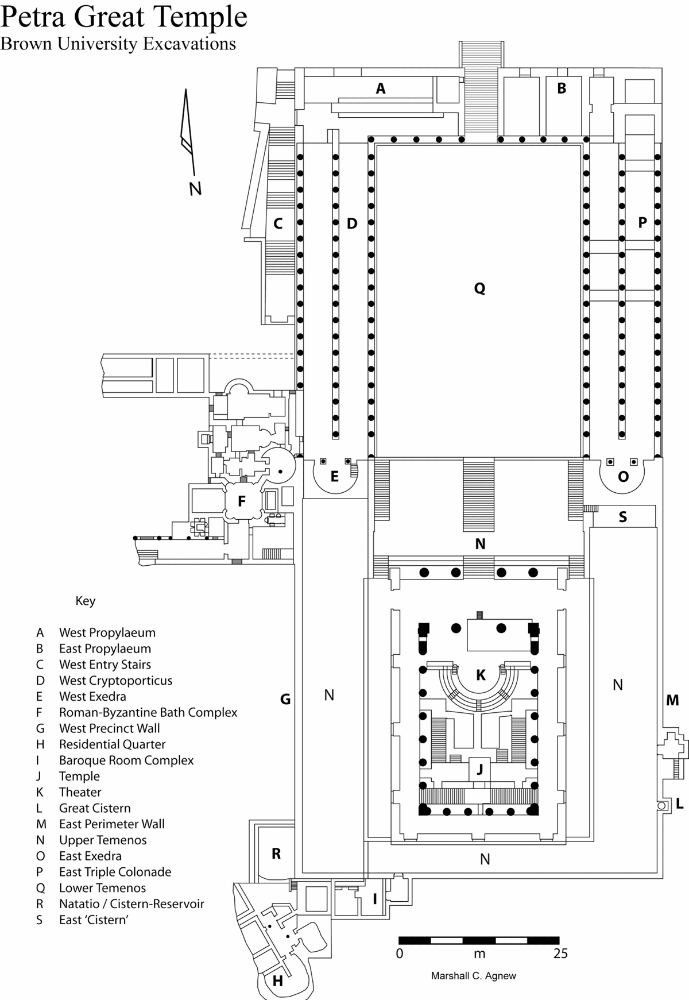 Petra Great Temple
Brown University Excavations
A
B
N
C
D
P
Q
E
O
F
S
N
Key
A West Propylaeum
B East Propylaeum
C West Entry Stairs
D West Cryptoporticus
E West Exedra
F Roman-Byzantine Bath Complex
G West Precinct Wall
H Residential Quarter
I Baroque Room Complex
J Temple
K Theater
L Great Cistern
M East Perimeter Wall
N Upper Temenos
O East Exedra
P East Triple Colonade
Q Lower Temenos
R Natatio / Cistern-Reservoir
S East ‘Cistern’
K
G
N
N
M
J
L
R
N
I
H
0 m 25
Marshall C. Agnew